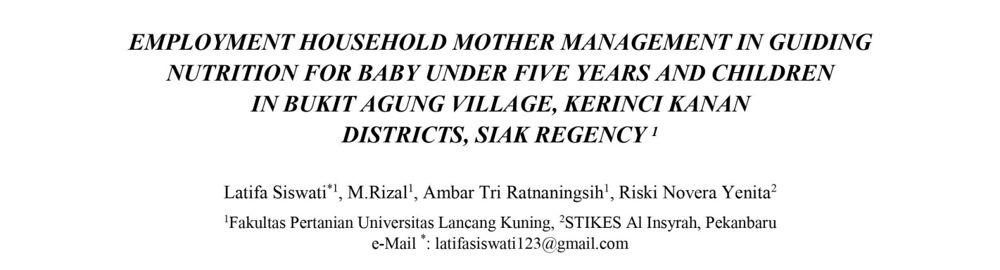 EMPLOYMENT HOUSEHOLD MOTHER MANAGEMENT IN GUIDING
NUTRITION FOR BABY UNDER FIVE YEARS AND CHILDREN
IN BUKIT AGUNG VILLAGE, KERINCI KANAN
DISTRICTS, SIAK REGENCY ¹
Latifa Siswati*¹, M.Rizal¹, Ambar Tri Ratnaningsih¹, Riski Novera Yenita²
¹Fakultas Pertanian Universitas Lancang Kuning, ²STIKES Al Insyrah, Pekanbaru
e-Mail *: latifasiswati123@gmail.com